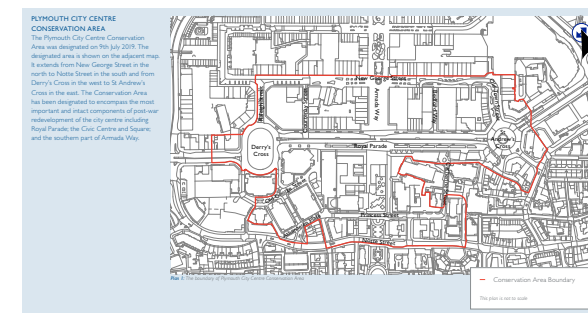 PLYMOUTH CITY CENTRE
CONSERVATION AREA
The Plymouth City Centre Conservation
Area was designated on 9th July 2019. The
designated area is shown on the adjacent map.
It extends from New George Street in the
north to Notte Street in the south and from
Derry's Cross in the west to St Andrew's
Cross in the east. The Conservation Area
has been designated to encompass the most
important and intact components of post-war
redevelopment of the city centre including
Royal Parade; the Civic Centre and Square;
and the southern part of Armada Way.
New George Street
Armada Way
Derry's
Cross
Royal Parade
Andrew's
Cross
Princess Street
Notte Street
Plan 1: The boundary of Plymouth City Centre Conservation Area
Conservation Area Boundary
This plan is not to scale